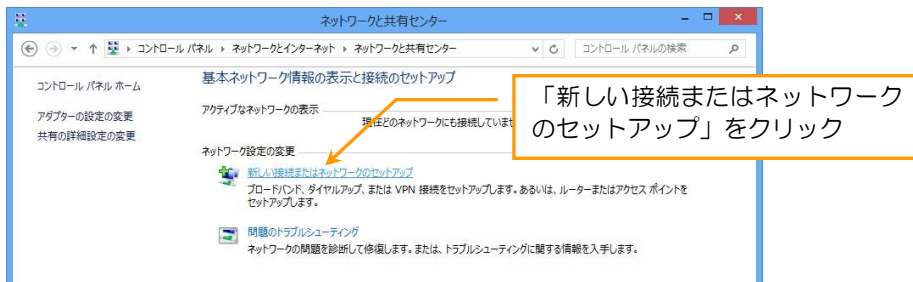 ネットワークと共有センター
コントロール パネル ▸ ネットワークとインターネット ▸ ネットワークと共有センター
コントロール パネルの検索
コントロール パネル ホーム
アダプターの設定の変更
共有の詳細設定の変更
基本ネットワーク情報の表示と接続のセットアップ
アクティブなネットワークの表示
現在どのネットワークにも接続していませ
ネットワーク設定の変更
新しい接続またはネットワークのセットアップ
ブロードバンド、ダイヤルアップ、または VPN 接続をセットアップします。あるいは、ルーターまたはアクセス ポイントを
セットアップします。
問題のトラブルシューティング
ネットワークの問題を診断して修復します。または、トラブルシューティングに関する情報を入手します。
「新しい接続またはネットワーク
のセットアップ」をクリック